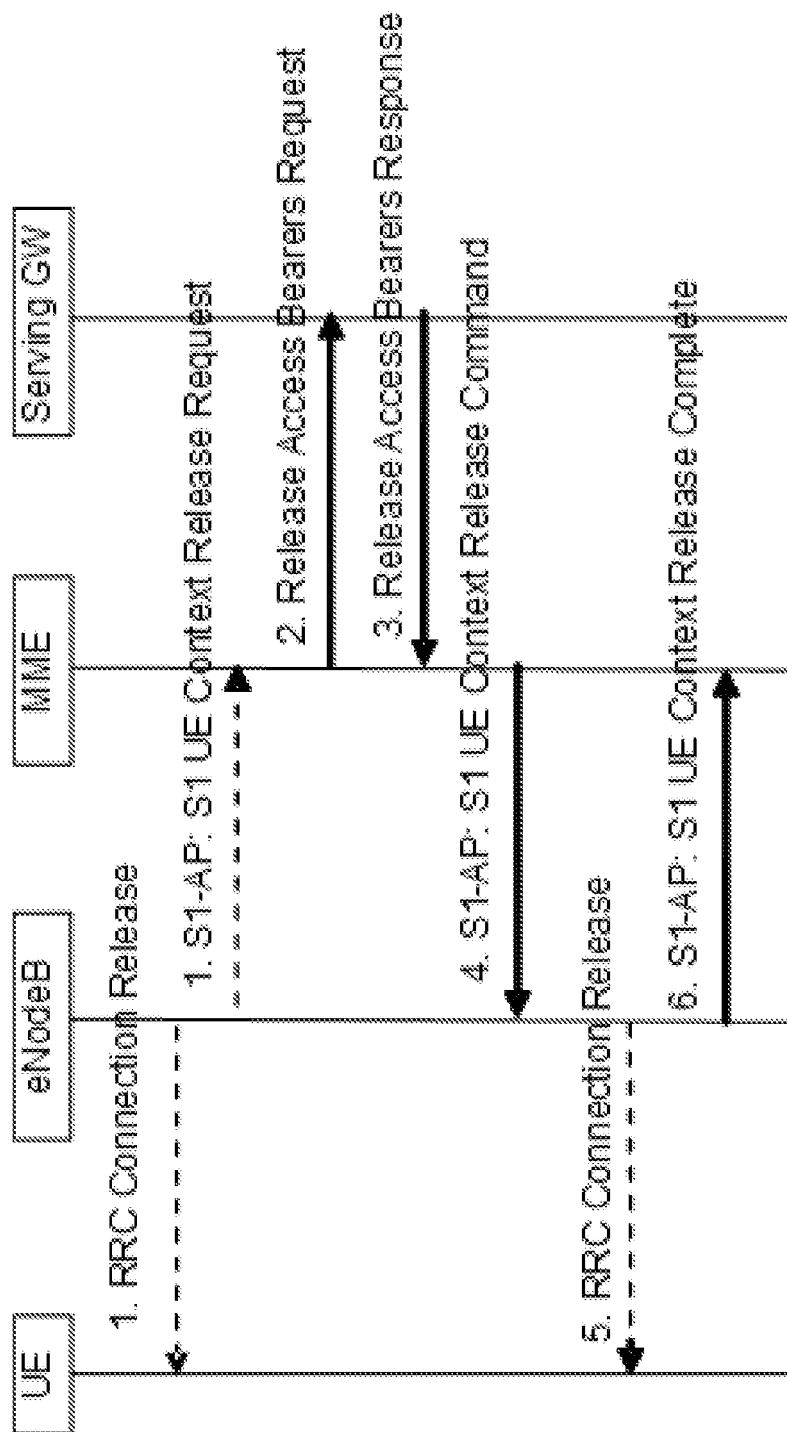 UE
eNodeB
MME
Serving GW
1. RRC Connection Release
1. S1-AP: S1 UE Context Release Request
2. Release Access Bearers Request
3. Release Access Bearers Response
4. S1-AP: S1 UE Context Release Command
5. RRC Connection Release
6. S1-AP: S1 UE Context Release Complete